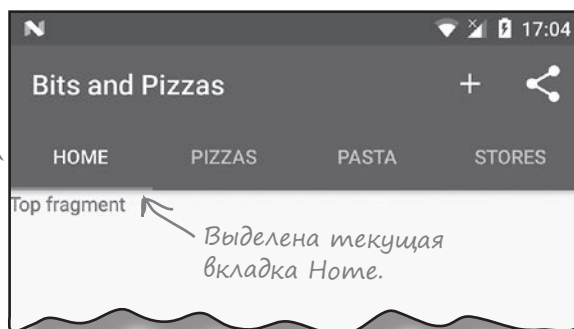 17:04
Bits and Pizzas
HOME PIZZAS PASTA STORES
Top fragment
Выделена текущая
вкладка Home.